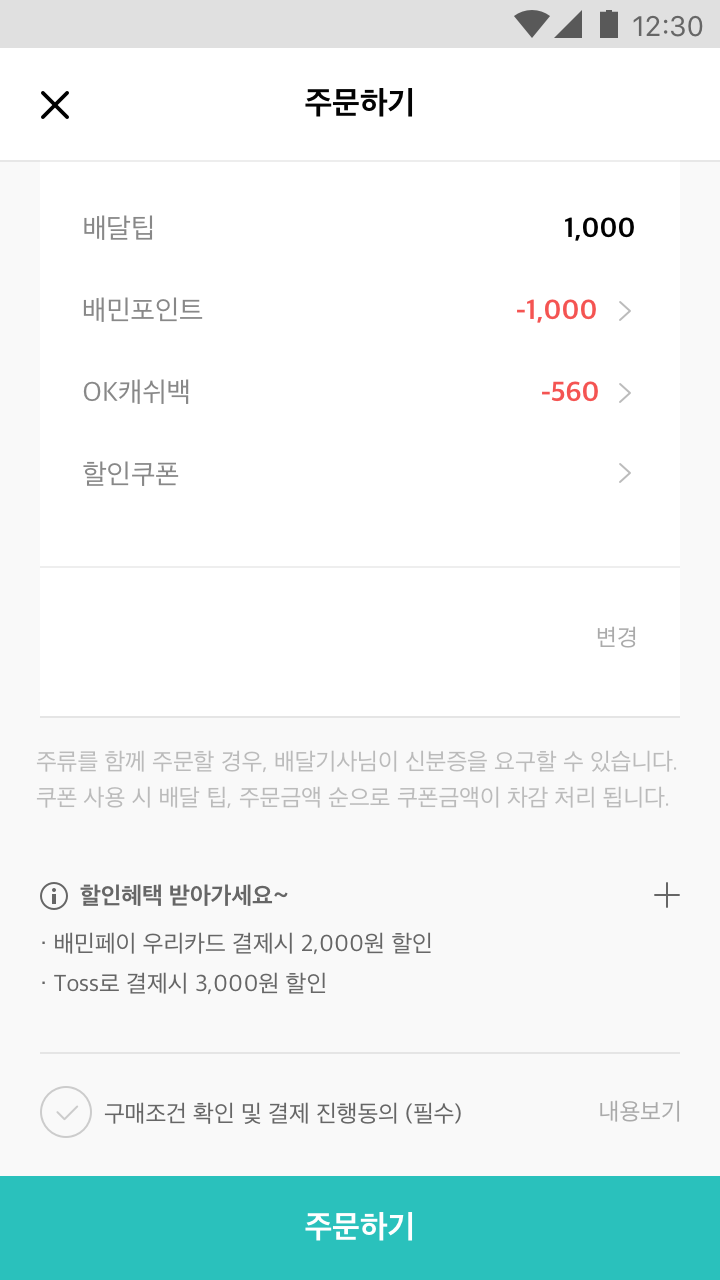 12:30
주문하기
배달팁 1,000
배민포인트 -1,000
OK캐쉬백 -560
할인쿠폰
변경
주류를 함께 주문할 경우, 배달기사님이 신분증을 요구할 수 있습니다.
쿠폰 사용 시 배달 팁, 주문금액 순으로 쿠폰금액이 차감 처리 됩니다.
할인혜택 받아가세요~
· 배민페이 우리카드 결제시 2,000원 할인
· Toss로 결제시 3,000원 할인
구매조건 확인 및 결제 진행동의 (필수) 내용보기
주문하기